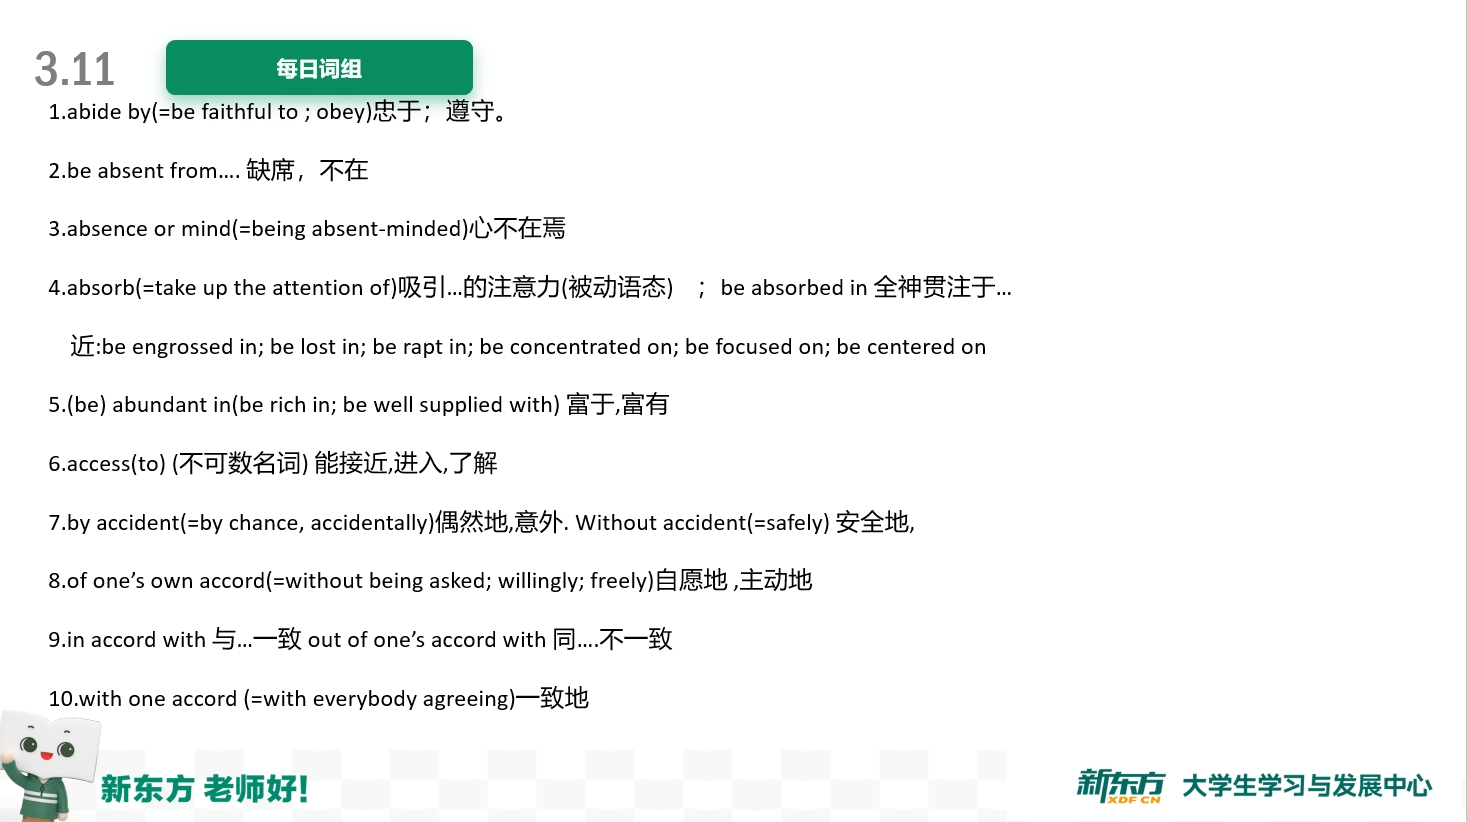 3.11
每日词组
1.abide by(=be faithful to ; obey)忠于；遵守。
2.be absent from.... 缺席，不在
3.absence or mind(=being absent-minded)心不在焉
4.absorb(=take up the attention of)吸引...的注意力(被动语态)　；be absorbed in 全神贯注于...
近:be engrossed in; be lost in; be rapt in; be concentrated on; be focused on; be centered on
5.(be) abundant in(be rich in; be well supplied with) 富于,富有
6.access(to) (不可数名词) 能接近,进入,了解
7.by accident(=by chance, accidentally)偶然地,意外. Without accident(=safely) 安全地,
8.of one’s own accord(=without being asked; willingly; freely)自愿地 ,主动地
9.in accord with 与...一致 out of one’s accord with 同....不一致
10.with one accord (=with everybody agreeing)一致地
新东方 老师好!
新东方 XDF.CN 大学生学习与发展中心